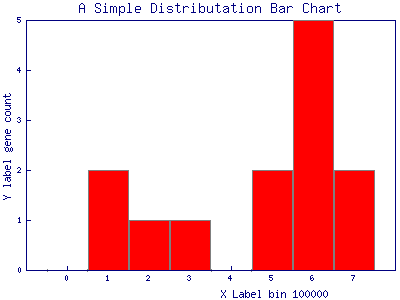 A Simple Distributation Bar Chart
Y label gene count
5
4
3
2
1
0
0 1 2 3 4 5 6 7
X Label bin 100000